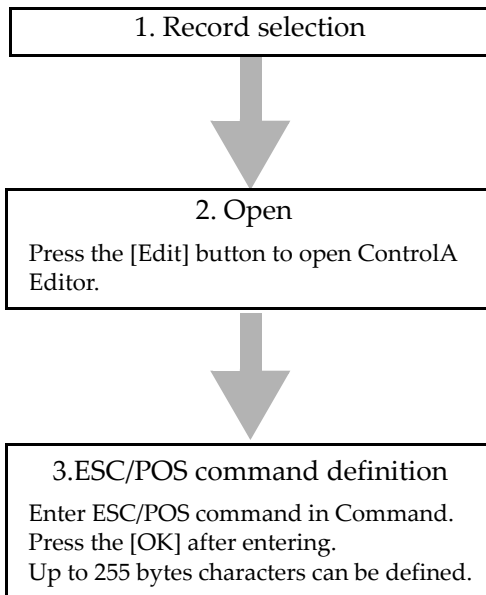 1. Record selection
2. Open
Press the [Edit] button to open ControlA
Editor.
3.ESC/POS command definition
Enter ESC/POS command in Command.
Press the [OK] after entering.
Up to 255 bytes characters can be defined.